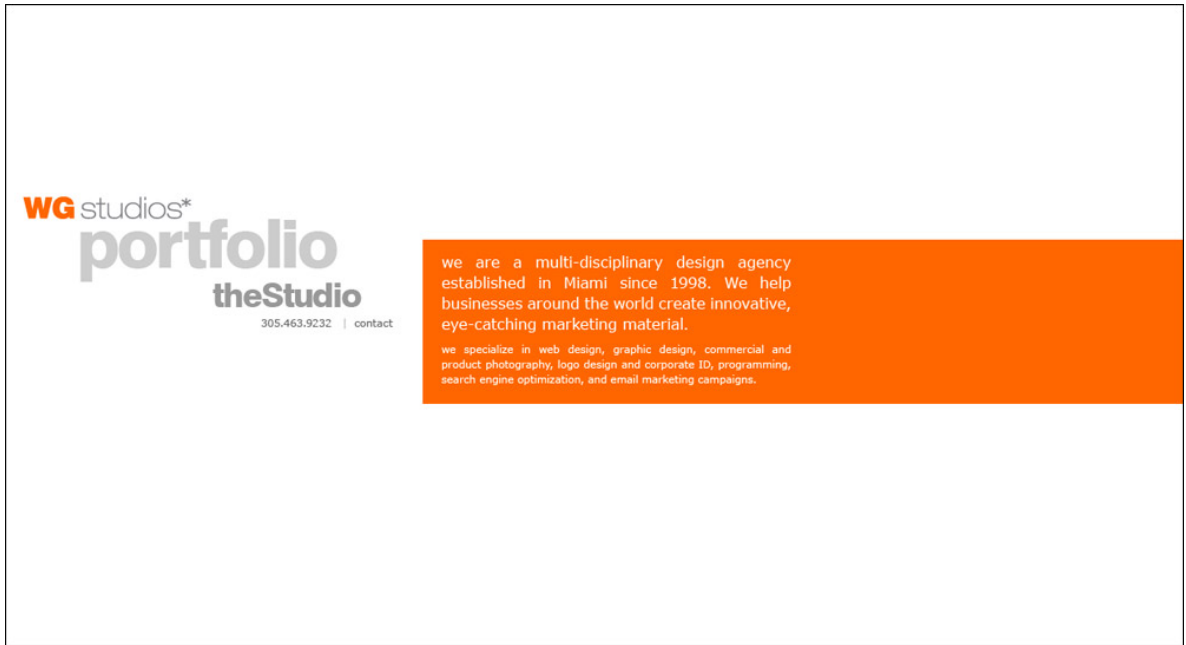 WG studios*
portfolio
theStudio
305.463.9232 | contact
we are a multi-disciplinary design agency
established in Miami since 1998. We help
businesses around the world create innovative,
eye-catching marketing material.
we specialize in web design, graphic design, commercial and
product photography, logo design and corporate ID, programming,
search engine optimization, and email marketing campaigns.